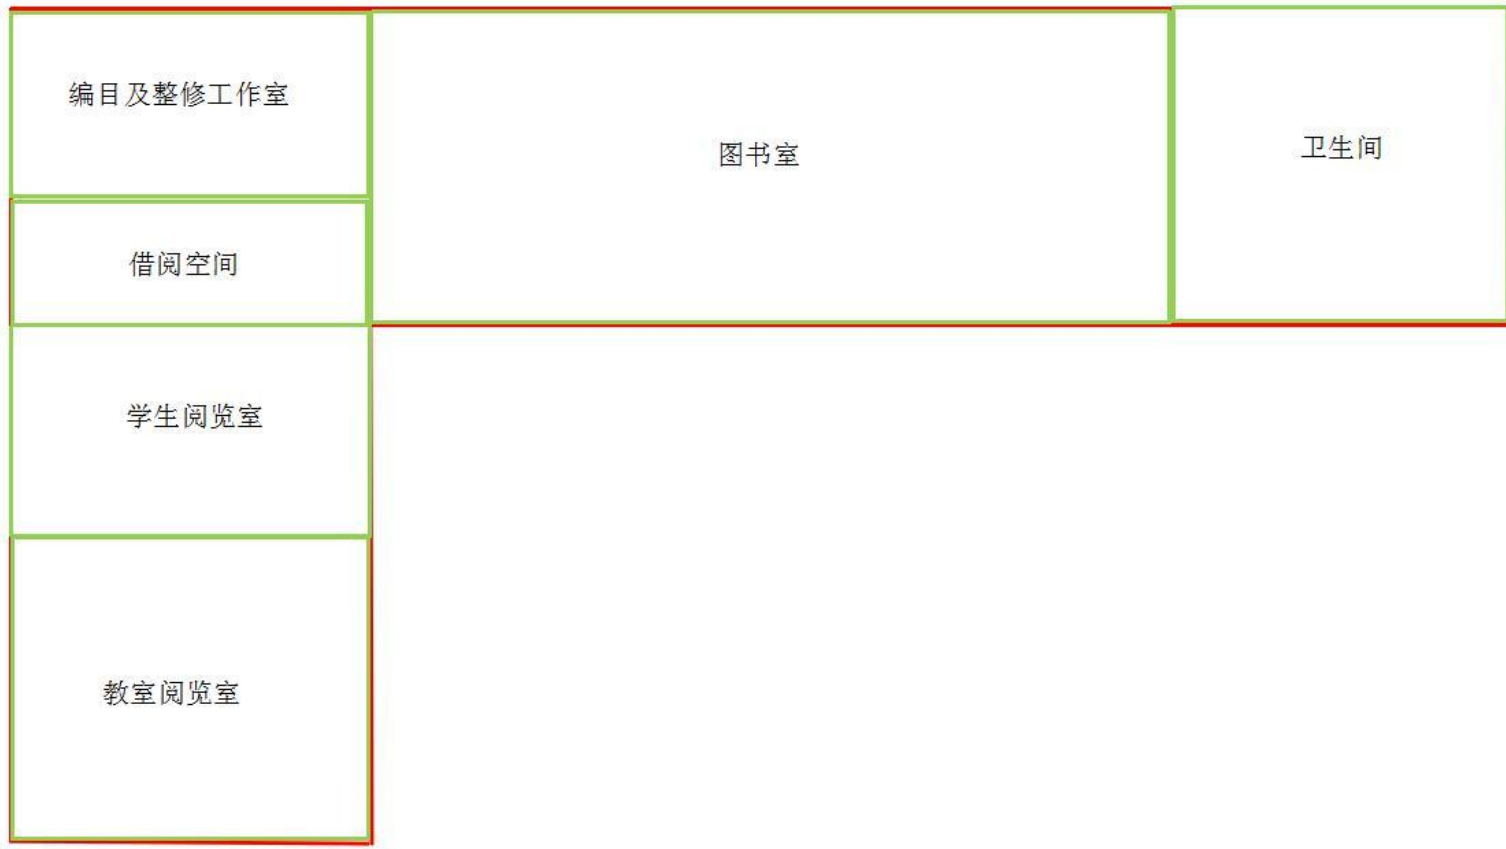 编目及整修工作室
图书室
卫生间
借阅空间
学生阅览室
教室阅览室